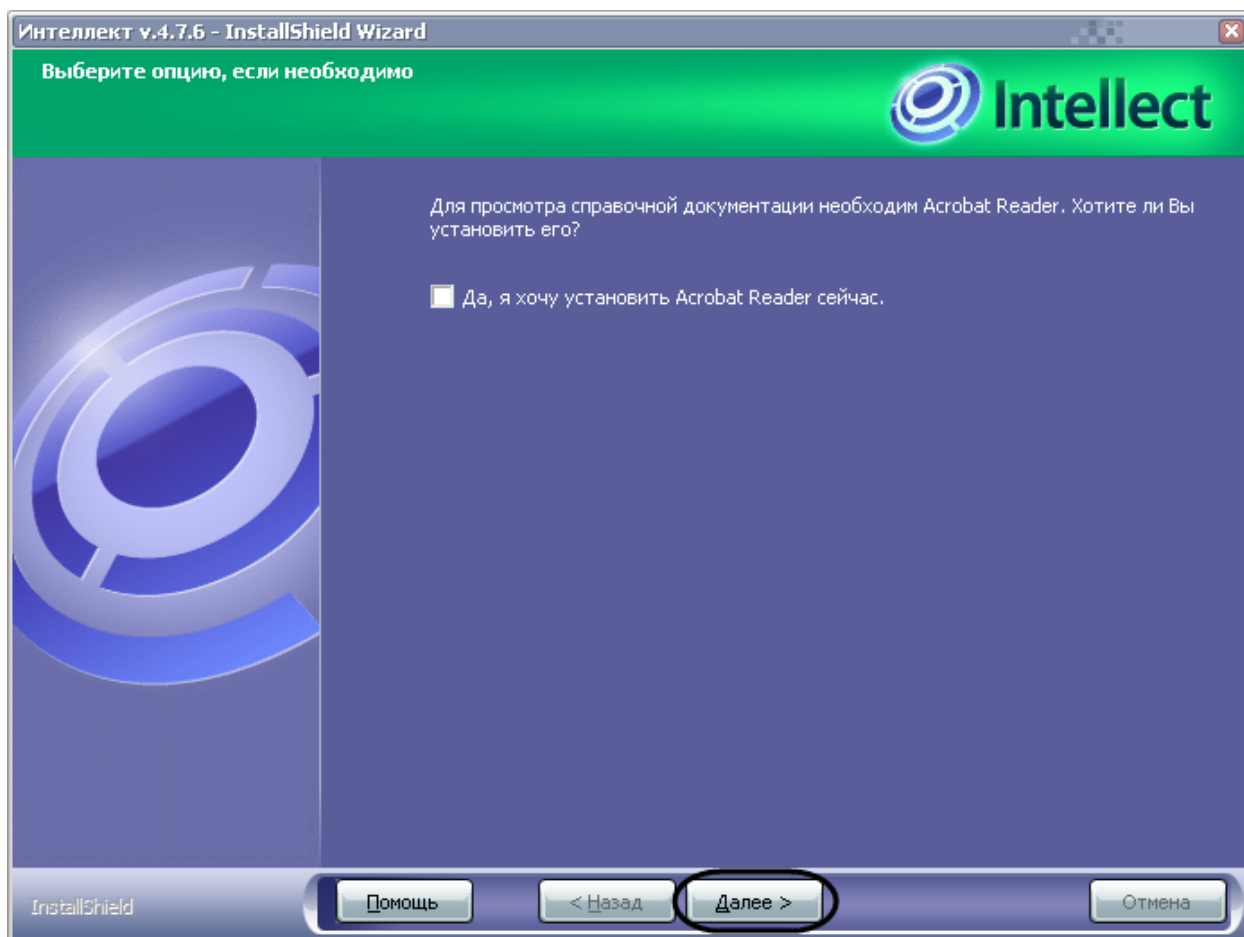 Интеллект v.4.7.6 - InstallShield Wizard
Выберите опцию, если необходимо
Intellect
Для просмотра справочной документации необходим Acrobat Reader. Хотите ли Вы
установить его?
Да, я хочу установить Acrobat Reader сейчас.
InstallShield
Помощь
< Назад
Далее >
Отмена